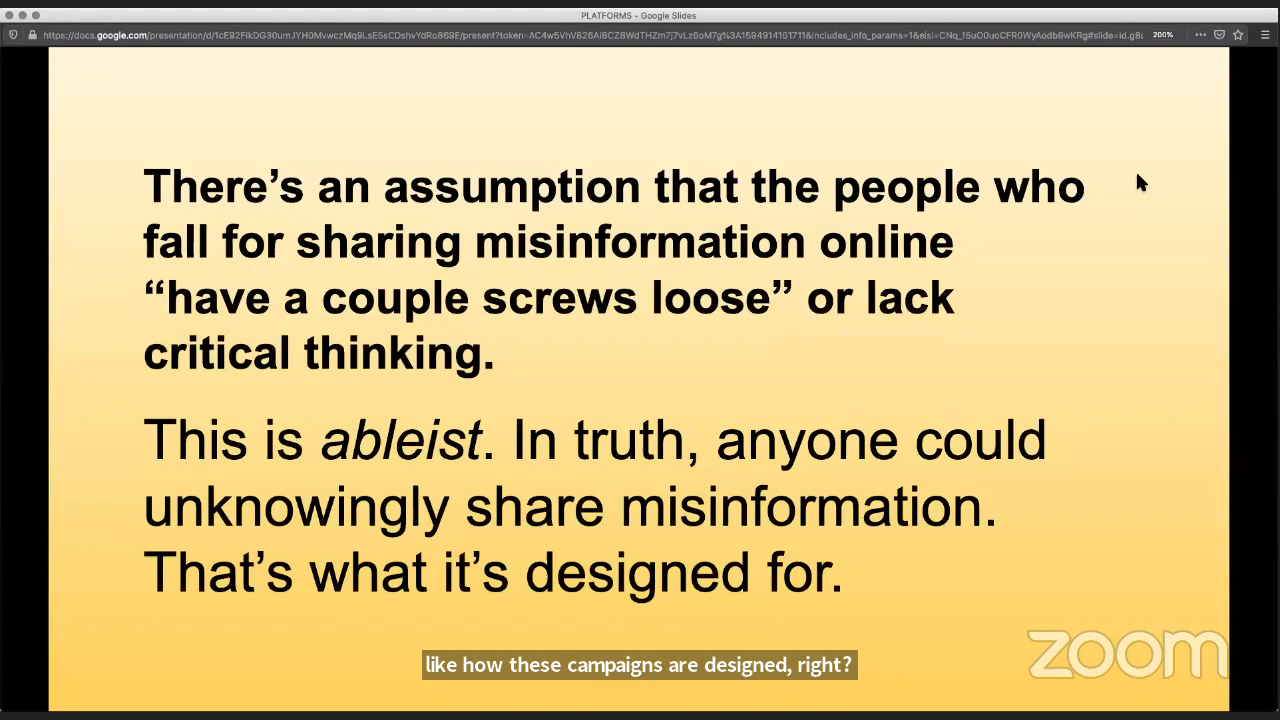 PLATFORMS - Google Slides
200%
There’s an assumption that the people who
fall for sharing misinformation online
“have a couple screws loose” or lack
critical thinking.
This is ableist. In truth, anyone could
unknowingly share misinformation.
That’s what it’s designed for.
like how these campaigns are designed, right?
zoom